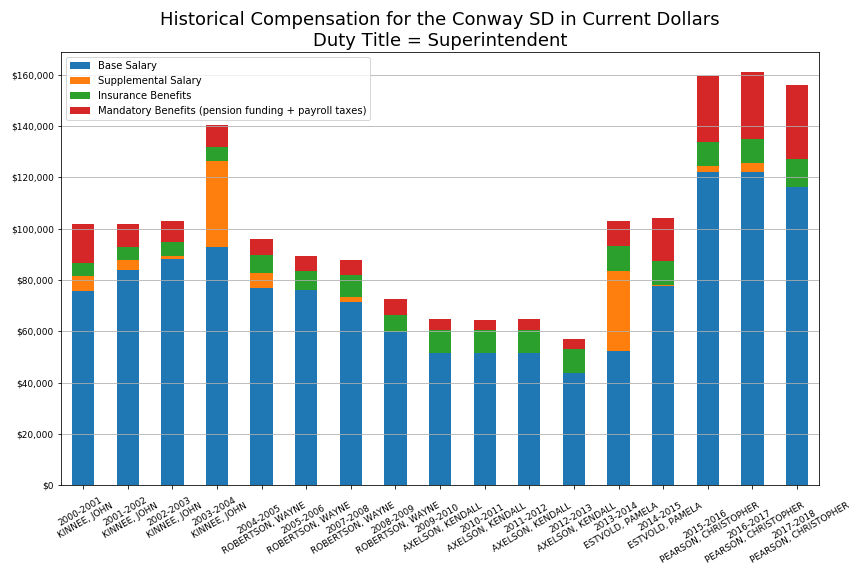 Historical Compensation for the Conway SD in Current Dollars
Duty Title = Superintendent
Base Salary
Supplemental Salary
Insurance Benefits
Mandatory Benefits (pension funding + payroll taxes)
$160,000
$140,000
$120,000
$100,000
$80,000
$60,000
$40,000
$20,000
$0
2000-2001
KINNEE, JOHN
2001-2002
KINNEE, JOHN
2002-2003
KINNEE, JOHN
2003-2004
KINNEE, JOHN
2004-2005
ROBERTSON, WAYNE
2005-2006
ROBERTSON, WAYNE
2007-2008
ROBERTSON, WAYNE
2008-2009
ROBERTSON, WAYNE
2009-2010
AXELSON, KENDALL
2010-2011
AXELSON, KENDALL
2011-2012
AXELSON, KENDALL
2012-2013
AXELSON, KENDALL
2013-2014
ESTVOLD, PAMELA
2014-2015
ESTVOLD, PAMELA
2015-2016
PEARSON, CHRISTOPHER
2016-2017
PEARSON, CHRISTOPHER
2017-2018
PEARSON, CHRISTOPHER